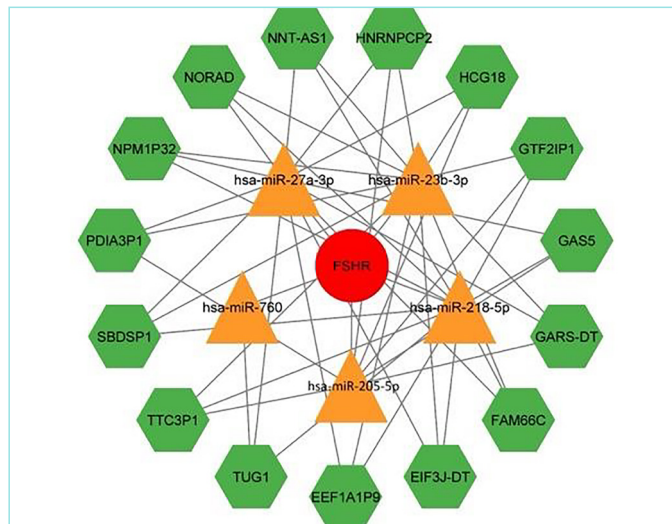 NNT-AS1
HNRNPCP2
NORAD
HCG18
NPM1P32
GTF2IP1
hsa-miR-27a-3p
hsa-miR-23b-3p
PDIA3P1
GAS5
FSHR
hsa-miR-760
hsa-miR-218-5p
SBDSP1
GARS-DT
hsa-miR-205-5p
TTC3P1
FAM66C
TUG1
EIF3J-DT
EEF1A1P9